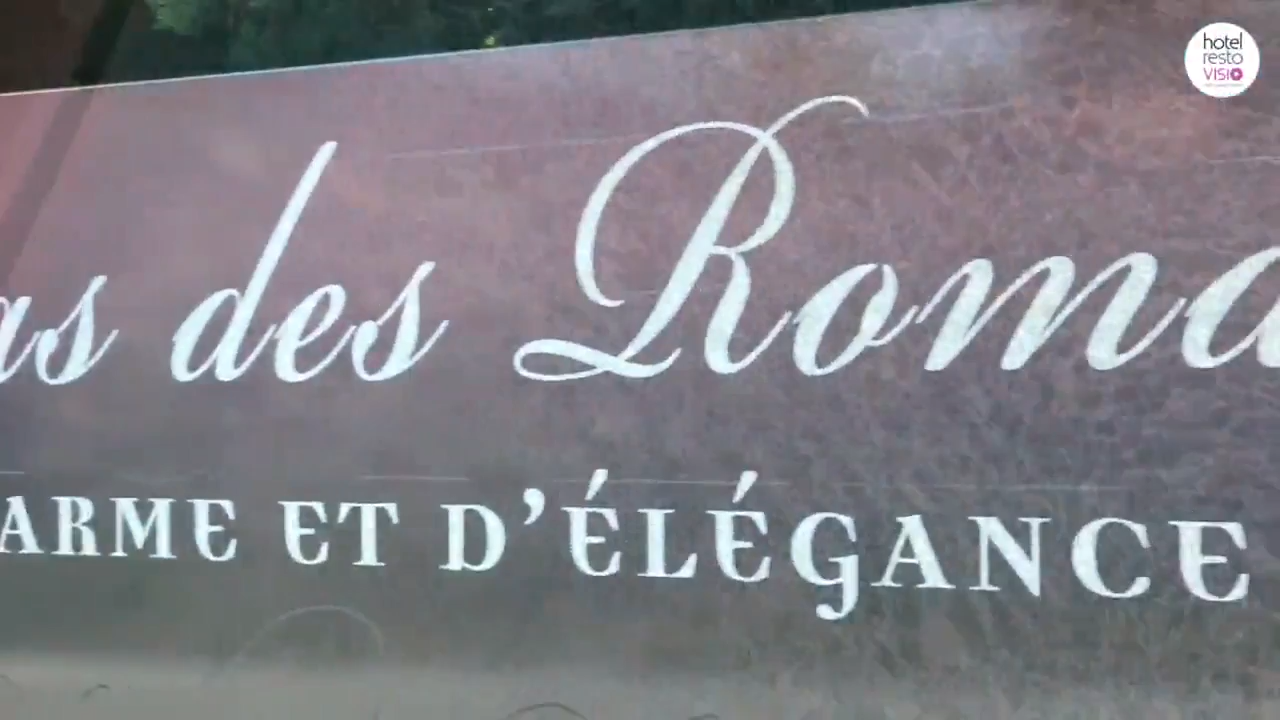 as des Roma
ARME ET D'ÉLÉGANCE
hotel
resto
VISIO